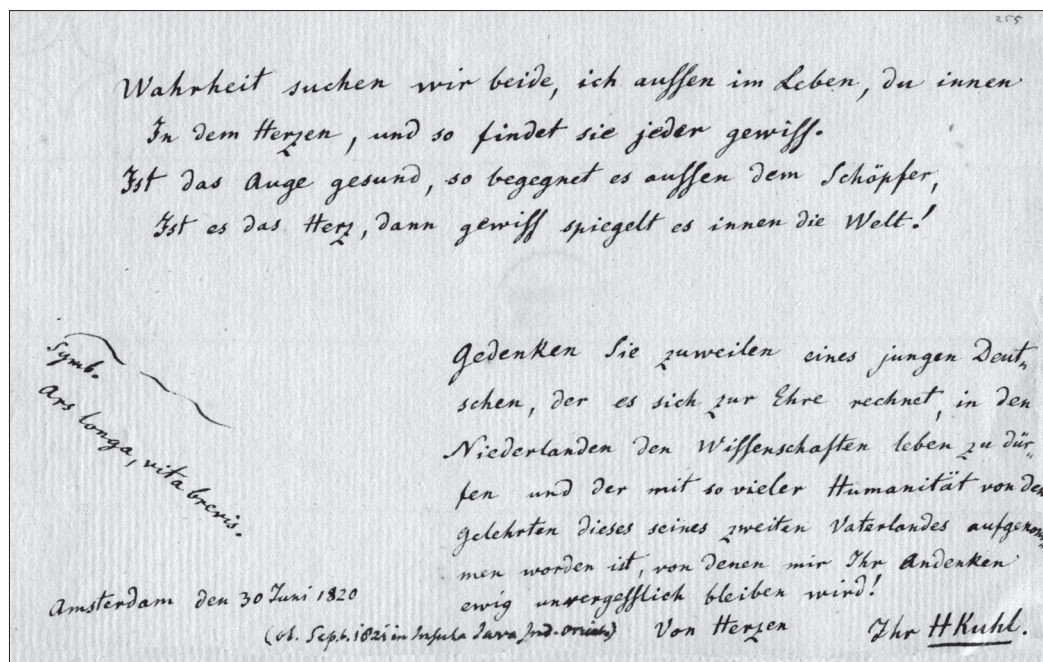 255
Wahrheit suchen wir beide, ich aussen im Leben, du innen
In dem Herzen, und so findet sie jeder gewiss.
Ist das Auge gesund, so begegnet es aussen dem Schöpfer,
Ist es das Herz, dann gewiss spiegelt es innen die Welt!
Symb.
Ars longa, vita brevis.
Gedenken Sie zuweilen eines jungen Deut-
schen, der es sich zur Ehre rechnet, in den
Niederlanden den Wissenschaften leben zu dür-
fen und der mit so vieler Humanität von den
Gelehrten dieses seines zweiten Vaterlandes aufgenom-
men worden ist, von denen mir Ihr Andenken
ewig unvergesslich bleiben wird!
Amsterdam den 30 Juni 1820
(ob. Sept. 1821 in Insula Java Ind. orient.)
Von Herzen Ihr H Kuhl.